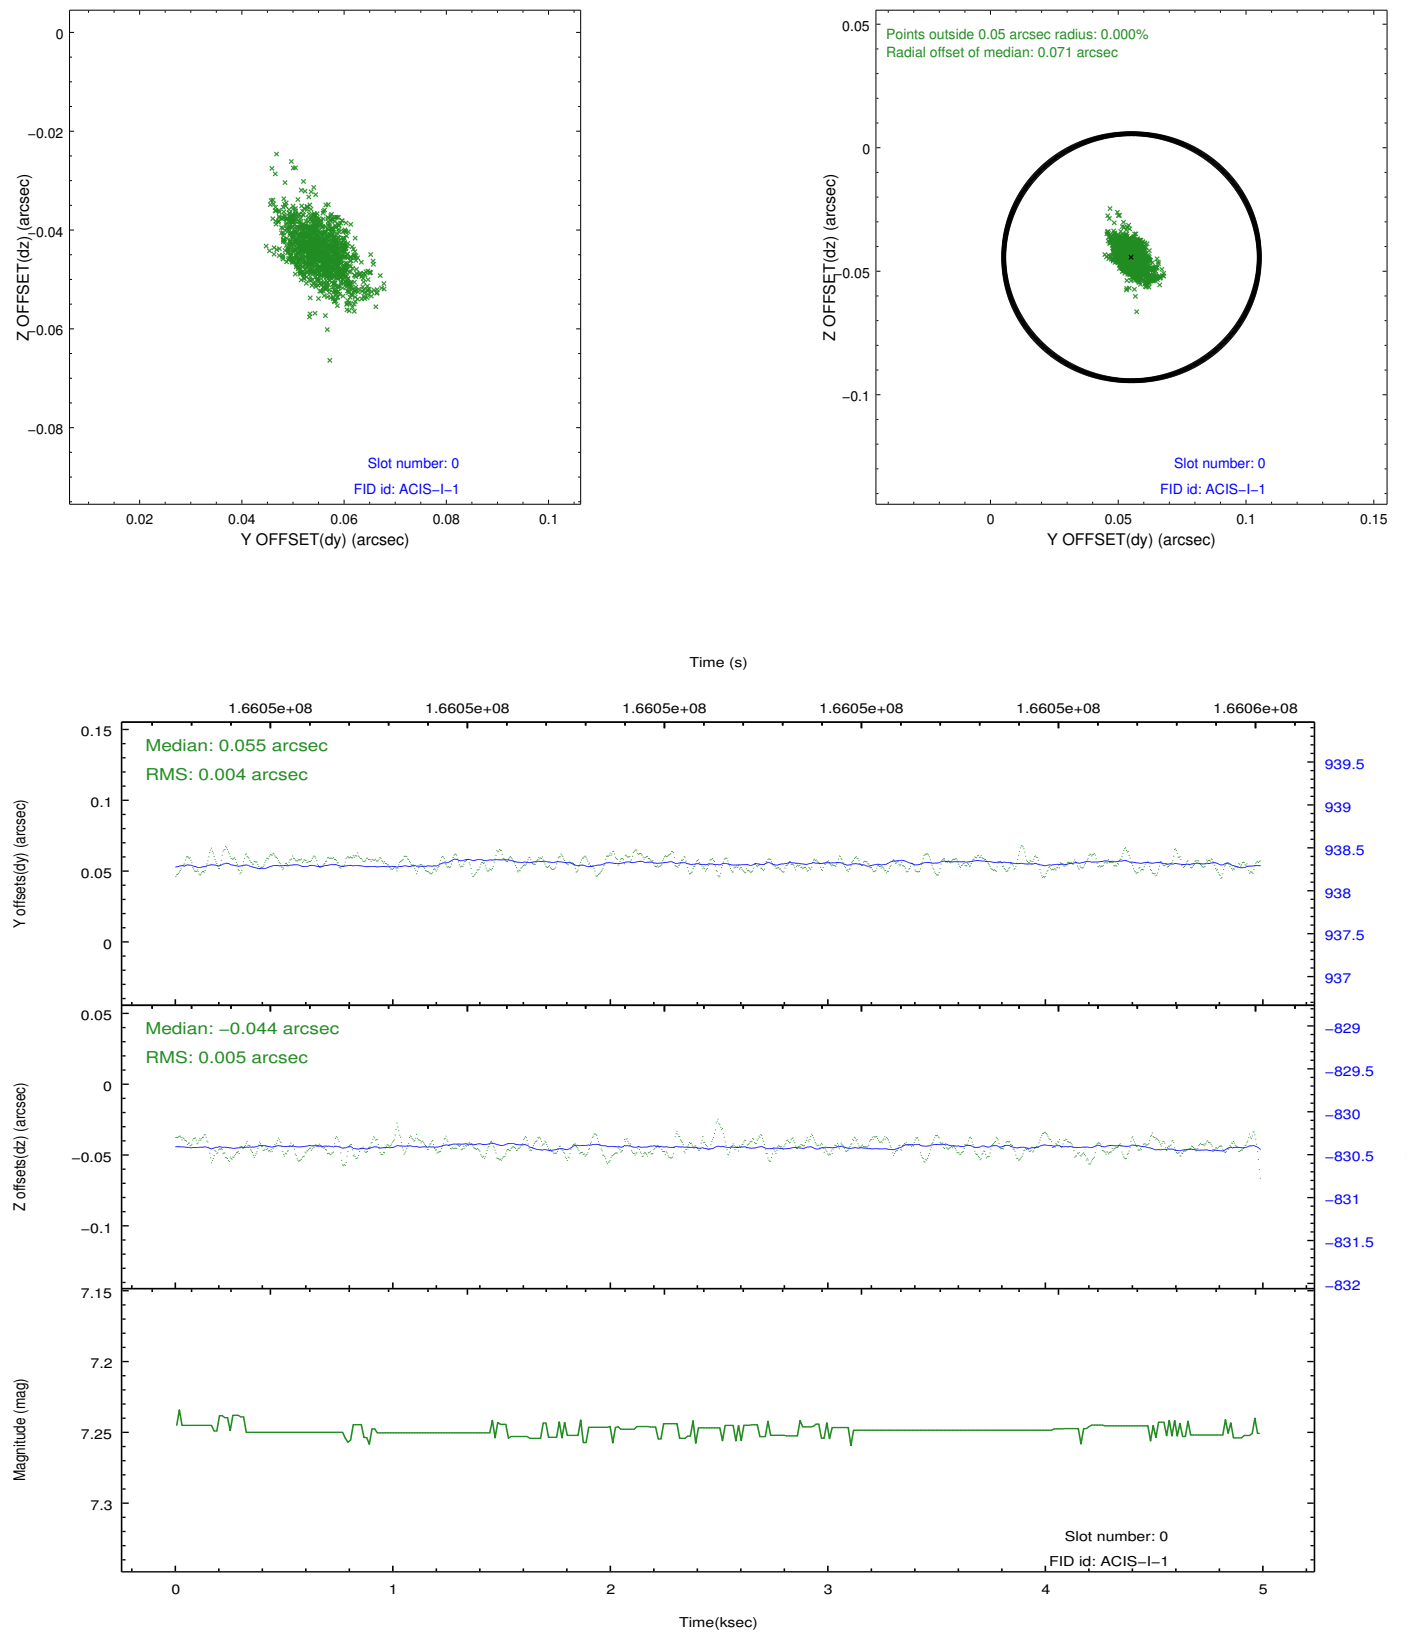 0
−0.02
−0.04
−0.06
−0.08
Z OFFSET(dz) (arcsec)
Slot number: 0
FID id: ACIS−I−1
0.02
0.04
0.06
0.08
0.1
Y OFFSET(dy) (arcsec)
0.05
0
−0.05
−0.1
Z OFFSET(dz) (arcsec)
Points outside 0.05 arcsec radius: 0.000%
Radial offset of median: 0.071 arcsec
Slot number: 0
FID id: ACIS−I−1
0
0.05
0.1
0.15
Y OFFSET(dy) (arcsec)
Time (s)
1.6605e+08
1.6605e+08
1.6605e+08
1.6605e+08
1.6605e+08
1.6606e+08
0.15
0.1
0.05
0
Y offsets(dy) (arcsec)
Median: 0.055 arcsec
RMS: 0.004 arcsec
939.5
939
938.5
938
937.5
937
0.05
0
−0.05
−0.1
Z offsets(dz) (arcsec)
Median: −0.044 arcsec
RMS: 0.005 arcsec
−829
−829.5
−830
−830.5
−831
−831.5
−832
7.15
7.2
7.25
7.3
Magnitude (mag)
Slot number: 0
FID id: ACIS−I−1
0
1
2
3
4
5
Time(ksec)